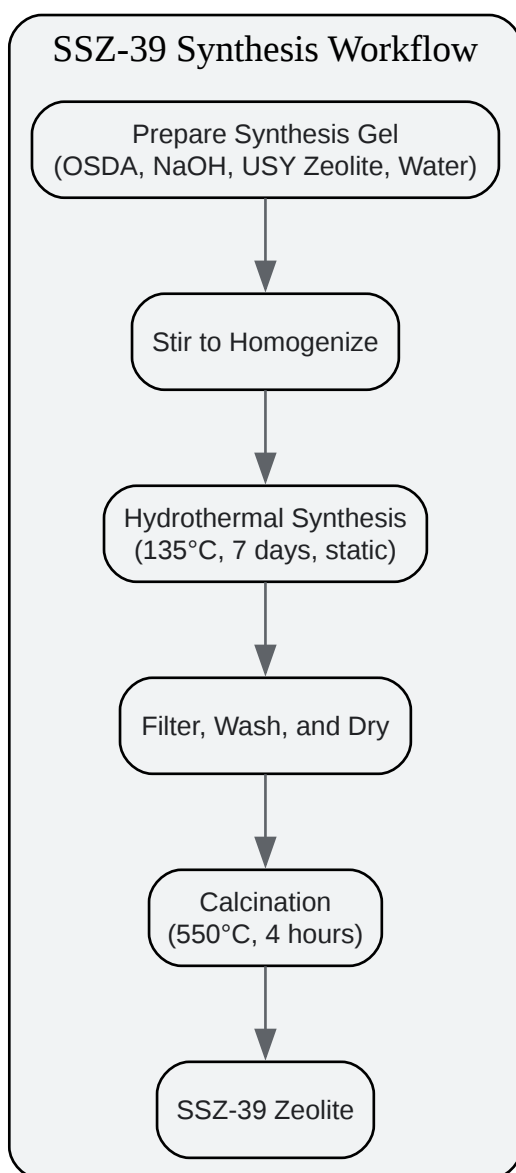 SSZ-39 Synthesis Workflow
Prepare Synthesis Gel
(OSDA, NaOH, USY Zeolite, Water)
Stir to Homogenize
Hydrothermal Synthesis
(135°C, 7 days, static)
Filter, Wash, and Dry
Calcination
(550°C, 4 hours)
SSZ-39 Zeolite